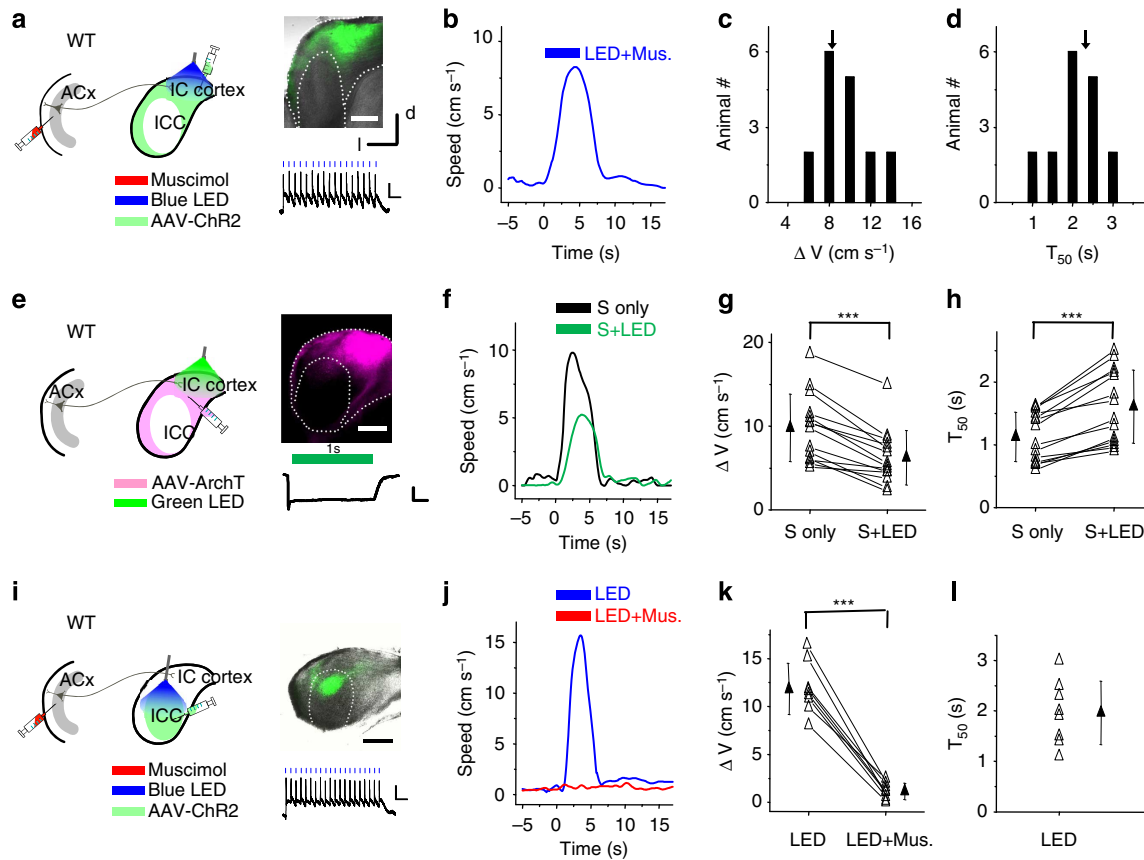 a
WT
ACx
IC cortex
ICC
Muscimol
Blue LED
AAV-ChR2
d
l
b
LED+Mus.
Speed (cm s⁻¹)
10
5
0
−5 0 5 10 15
Time (s)
c
Animal #
6
3
0
4 8 12 16
Δ V (cm s⁻¹)
d
Animal #
6
3
0
1 2 3
T₅₀ (s)
e
WT
ACx
IC cortex
ICC
AAV-ArchT
Green LED
1s
f
S only
S+LED
Speed (cm s⁻¹)
10
5
0
−5 0 5 10 15
Time (s)
g
***
Δ V (cm s⁻¹)
20
15
10
5
0
S only S+LED
h
***
T₅₀ (s)
2
1
0
S only S+LED
i
WT
ACx
IC cortex
ICC
Muscimol
Blue LED
AAV-ChR2
j
LED
LED+Mus.
Speed (cm s⁻¹)
15
10
5
0
−5 0 5 10 15
Time (s)
k
***
Δ V (cm s⁻¹)
15
10
5
0
LED LED+Mus.
l
T₅₀ (s)
3
2
1
0
LED